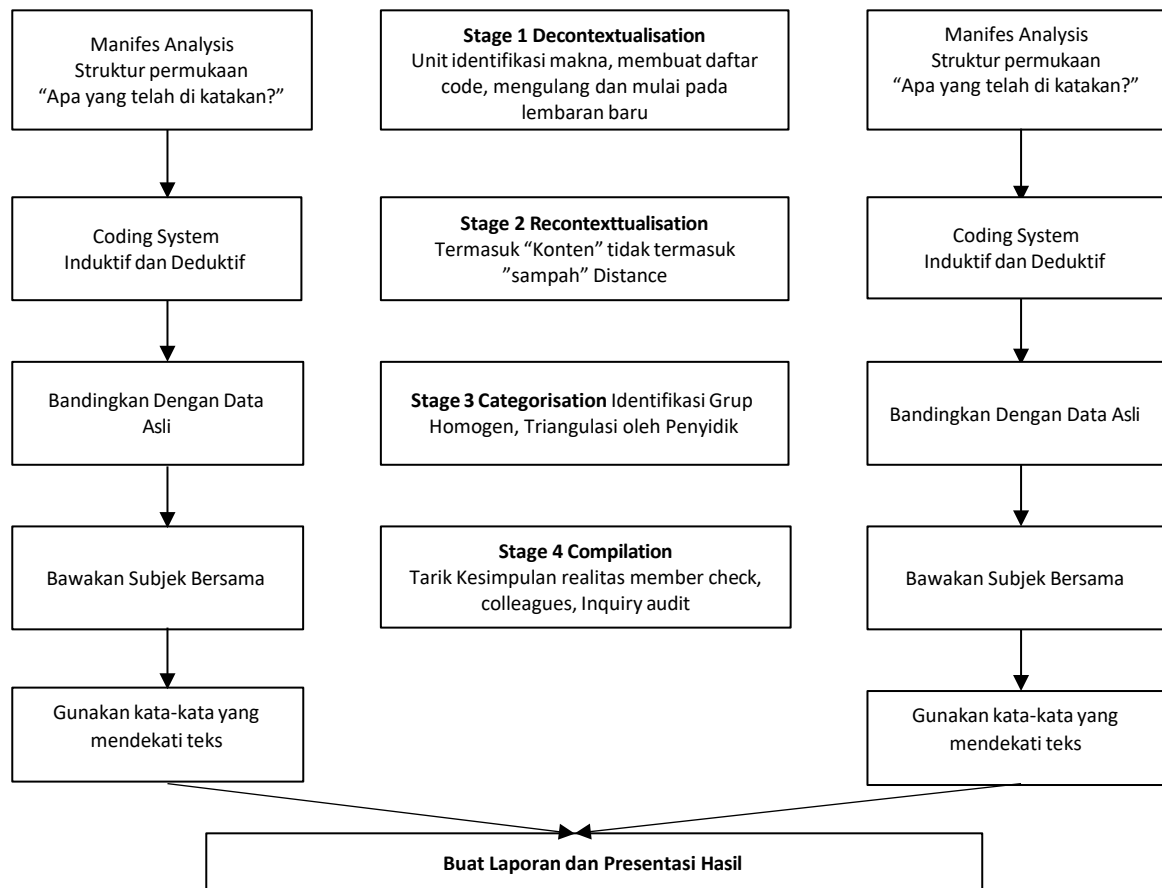 Manifes Analysis
Struktur permukaan
“Apa yang telah di katakan?”
Stage 1 Decontextualisation
Unit identifikasi makna, membuat daftar
code, mengulang dan mulai pada
lembaran baru
Manifes Analysis
Struktur permukaan
“Apa yang telah di katakan?”
Coding System
Induktif dan Deduktif
Stage 2 Recontexttualisation
Termasuk “Konten” tidak termasuk
”sampah” Distance
Coding System
Induktif dan Deduktif
Bandingkan Dengan Data
Asli
Stage 3 Categorisation Identifikasi Grup
Homogen, Triangulasi oleh Penyidik
Bandingkan Dengan Data Asli
Bawakan Subjek Bersama
Stage 4 Compilation
Tarik Kesimpulan realitas member check,
colleagues, Inquiry audit
Bawakan Subjek Bersama
Gunakan kata-kata yang
mendekati teks
Gunakan kata-kata yang
mendekati teks
Buat Laporan dan Presentasi Hasil